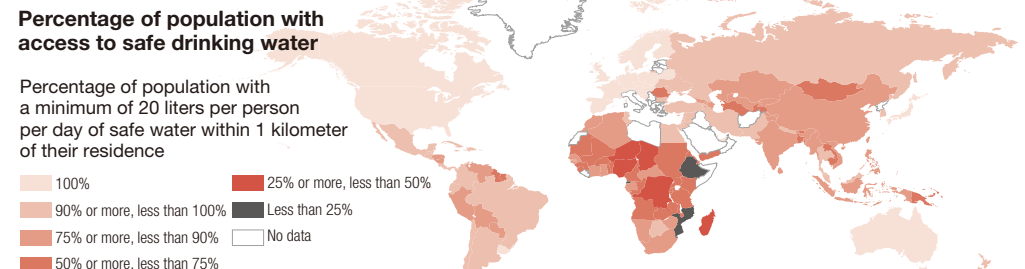 Percentage of population with
access to safe drinking water
Percentage of population with
a minimum of 20 liters per person
per day of safe water within 1 kilometer
of their residence
100%
90% or more, less than 100%
75% or more, less than 90%
50% or more, less than 75%
25% or more, less than 50%
Less than 25%
No data